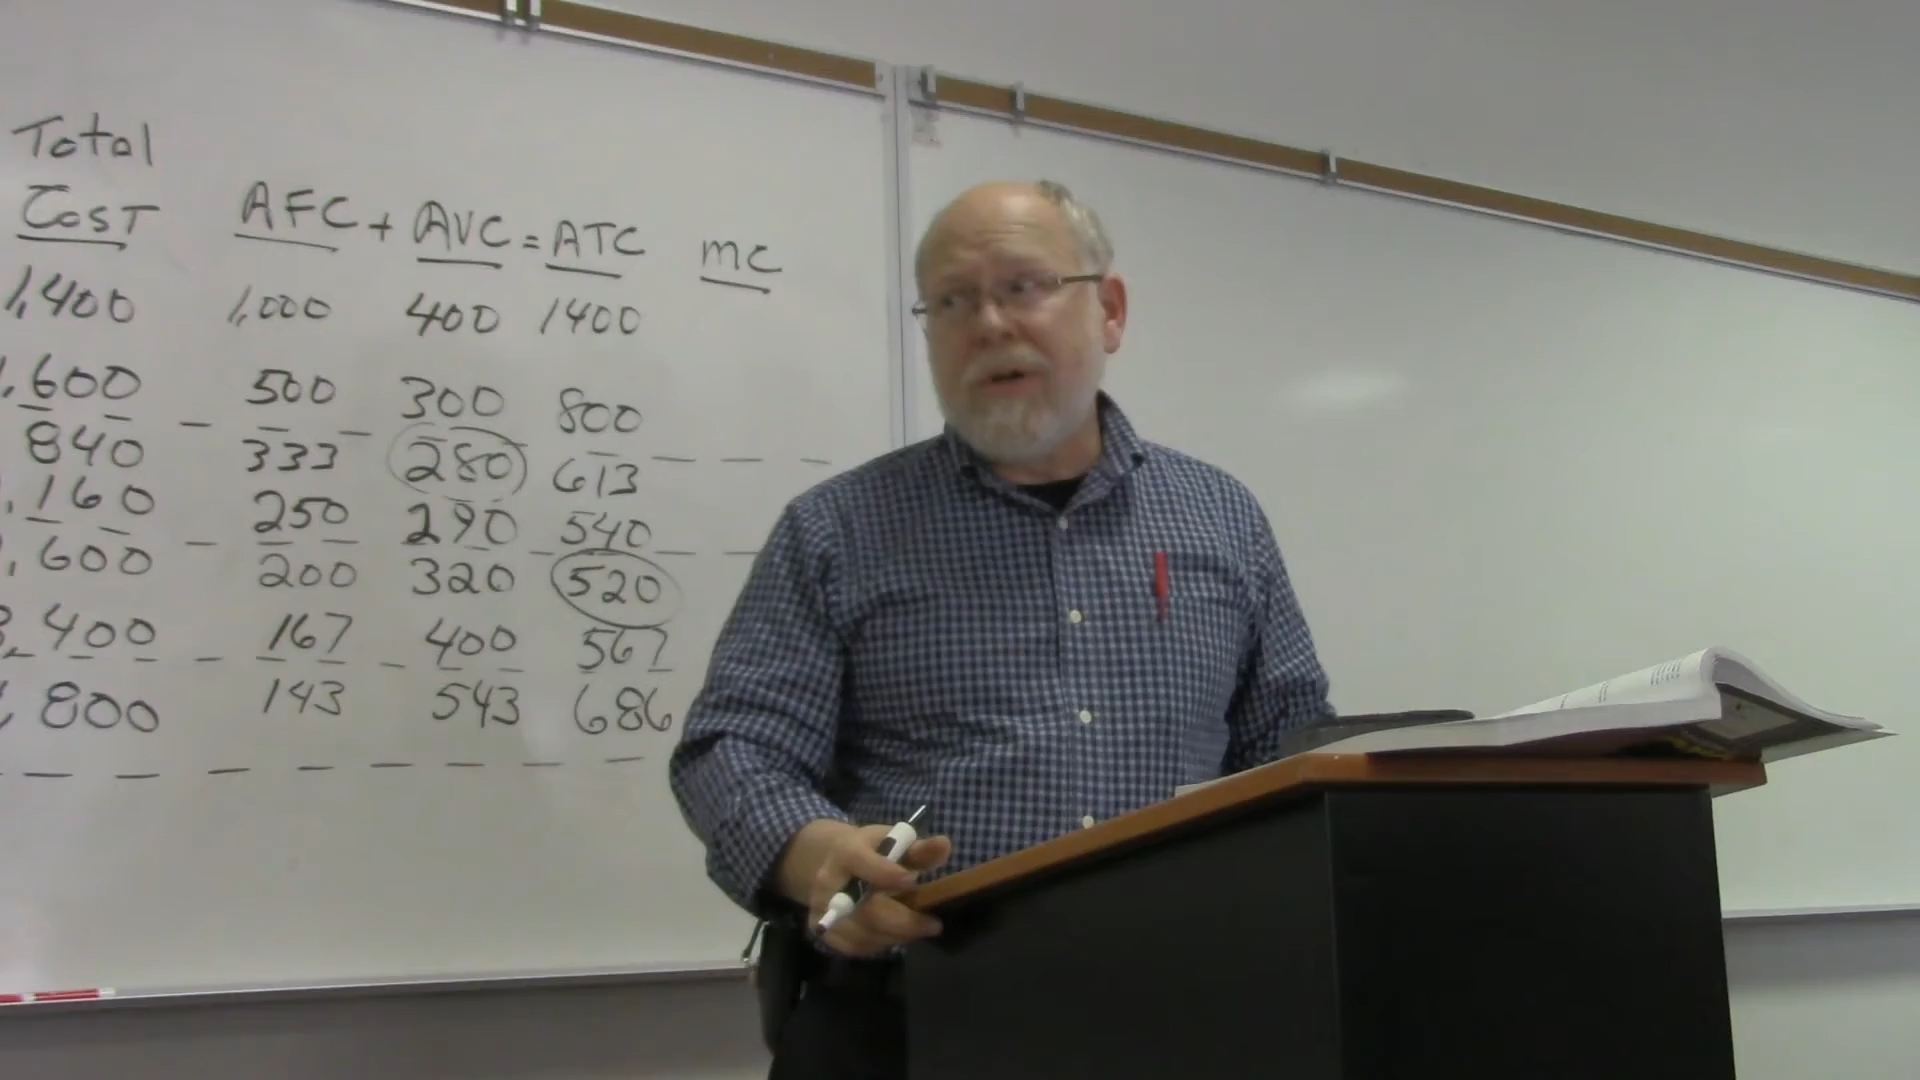 Total
Cost AFC + AVC = ATC MC
1,400 1,000 400 1400
1,600 500 300 800
840 333 280 613
,160 250 290 540
,600 200 320 520
3,400 167 400 567
,800 143 543 686